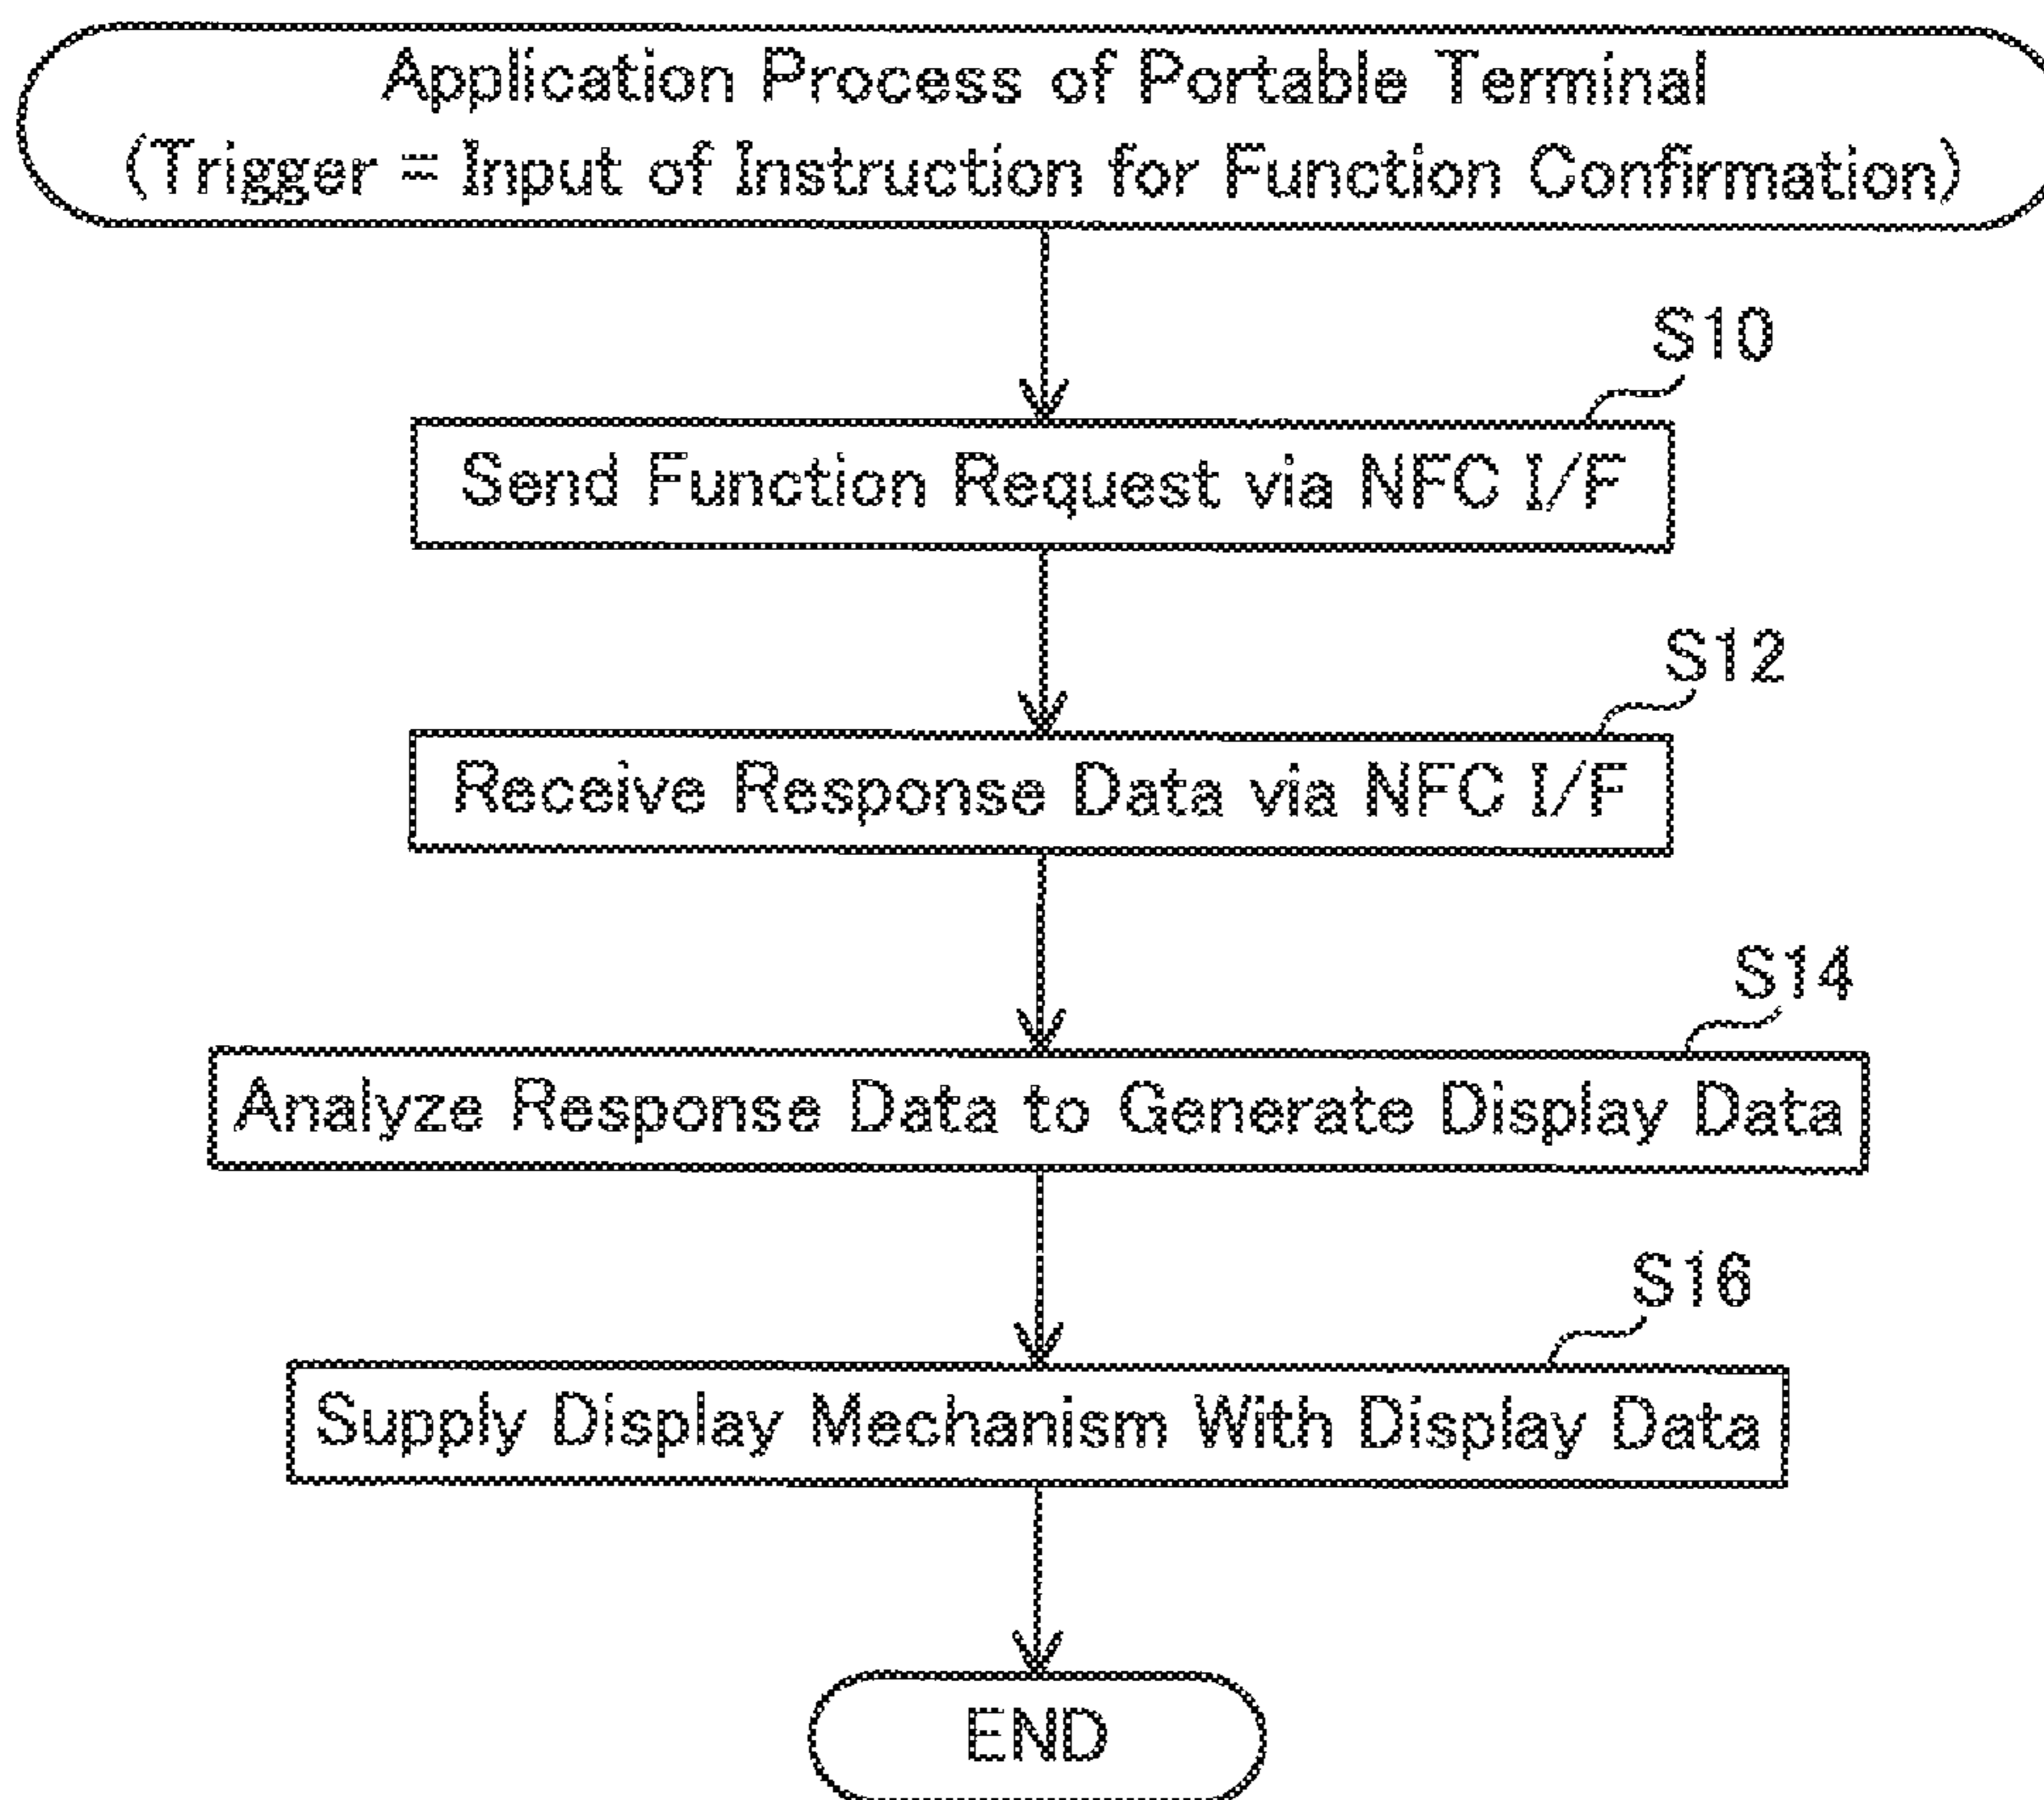 Application Process of Portable Terminal
(Trigger = Input of Instruction for Function Confirmation)
S10
Send Function Request via NFC I/F
S12
Receive Response Data via NFC I/F
S14
Analyze Response Data to Generate Display Data
S16
Supply Display Mechanism With Display Data
END